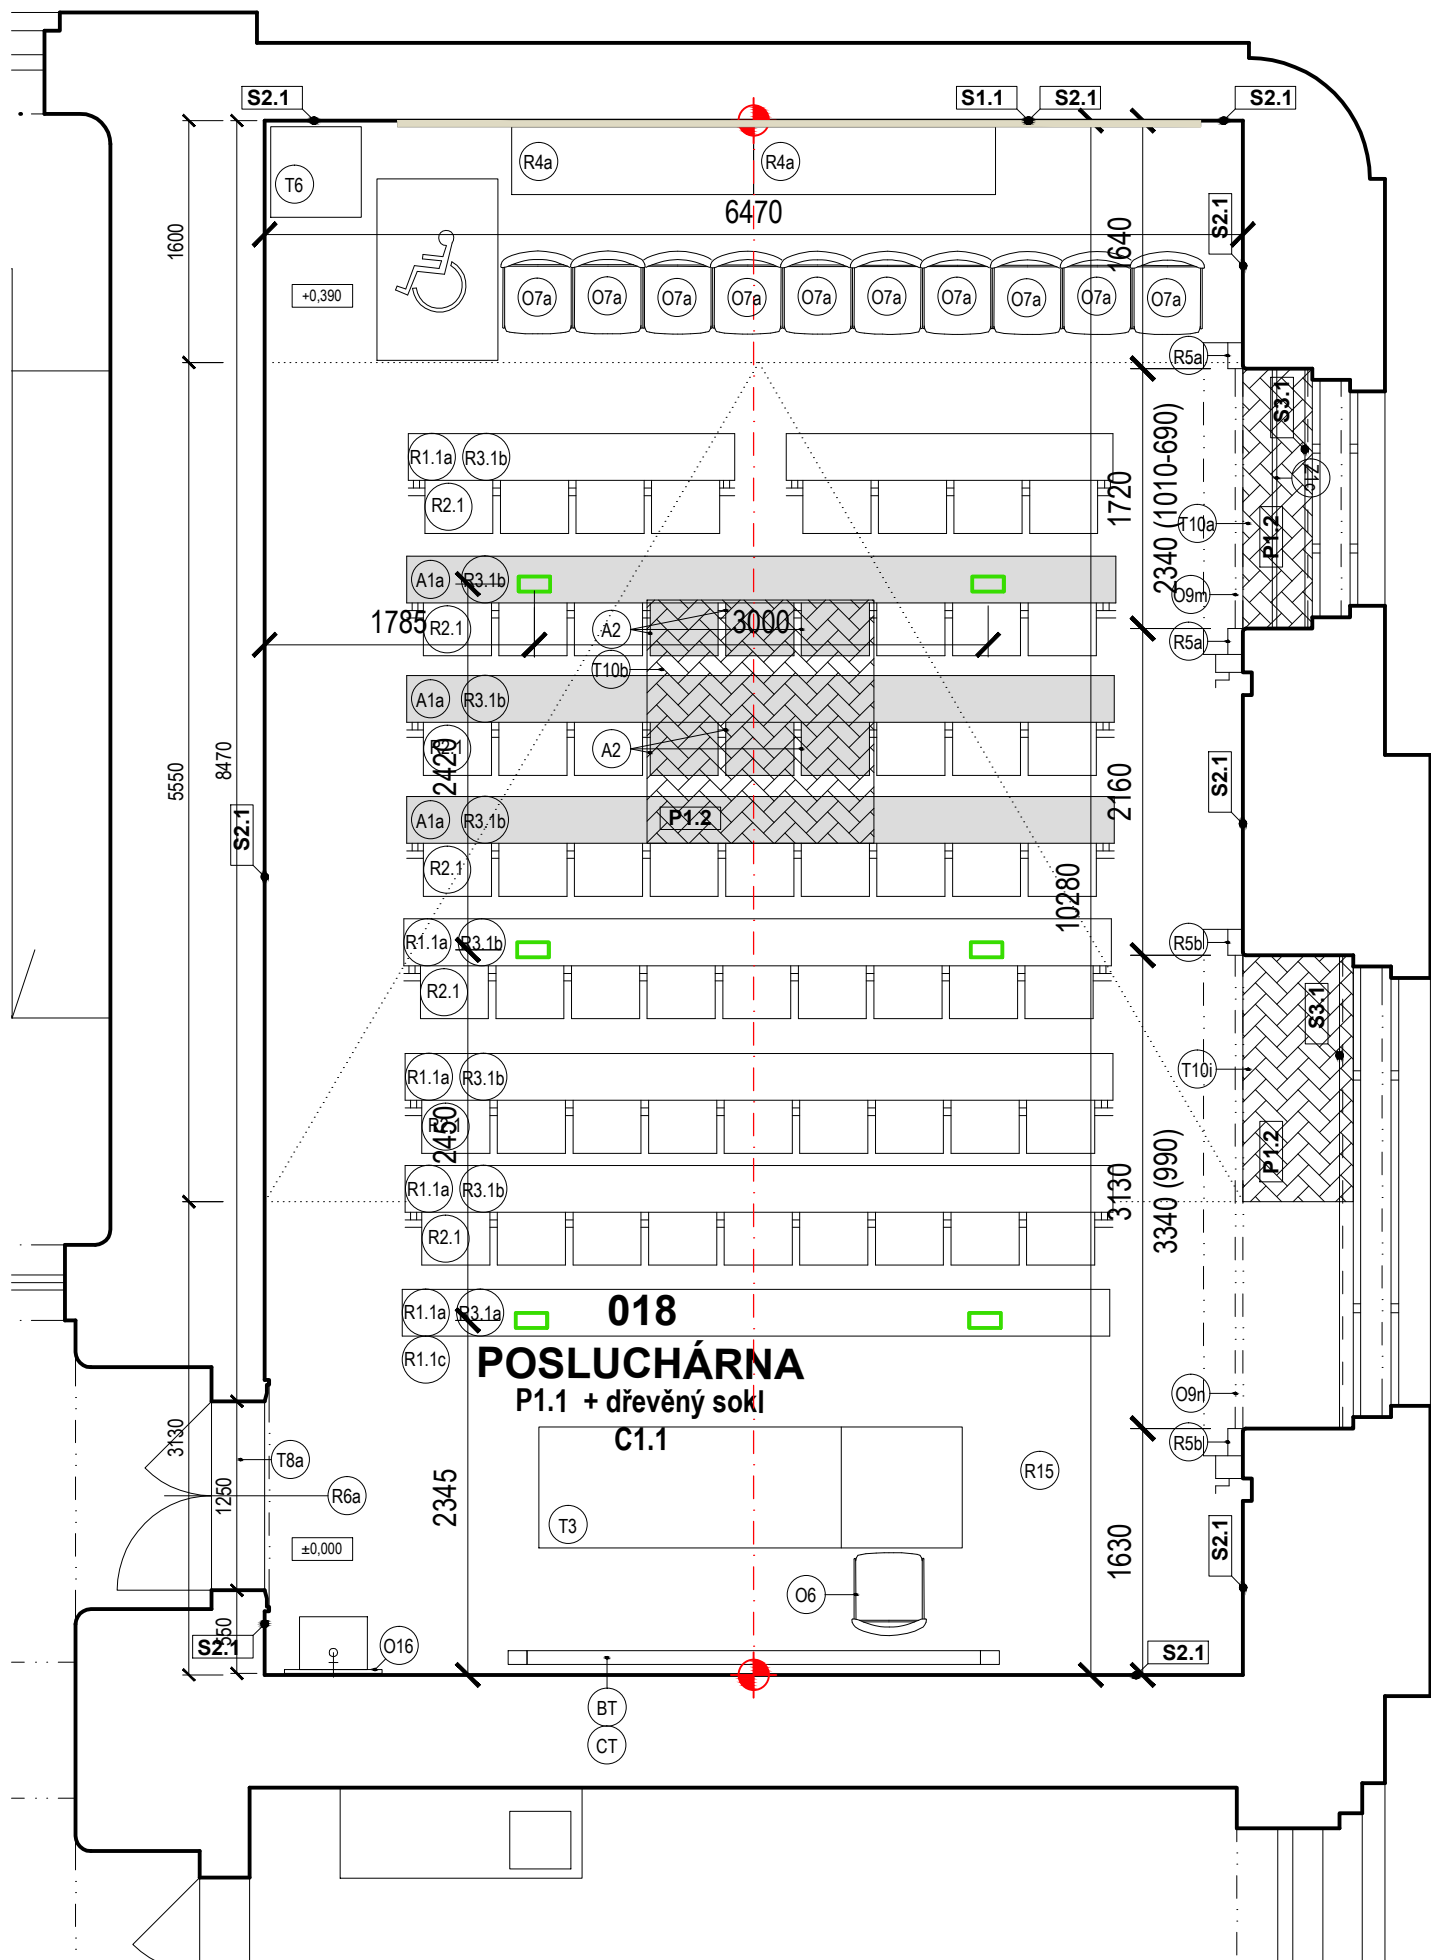 S2.1
S1.1
S2.1
S2.1
T6
R4a
R4a
6470
1600
1640
S2.1
+0,390
O7a
O7a
O7a
O7a
O7a
O7a
O7a
O7a
O7a
O7a
R5a
S3.1
R1.1a
R3.1b
R2.1
1720
2340 (1010-690)
T10a
P1.2
A1a
R3.1b
O9m
1785
R2.1
A2
3000
R5a
T10b
A1a
R3.1b
R2.1
A2
2420
5550
8470
S2.1
2160
A1a
R3.1b
P1.2
S2.1
R2.1
10280
R1.1a
R3.1b
R5b
R2.1
S3.1
R1.1a
R3.1b
T10i
2450
P1.2
R1.1a
R3.1b
3130
3340 (990)
R2.1
R1.1a
R3.1a
018
R1.1c
POSLUCHÁRNA
P1.1 + dřevěný sokl
O9n
C1.1
3130
T8a
R5b
R15
1250
R6a
2345
T3
±0,000
1630
S2.1
O6
S2.1
O16
S2.1
BT
CT